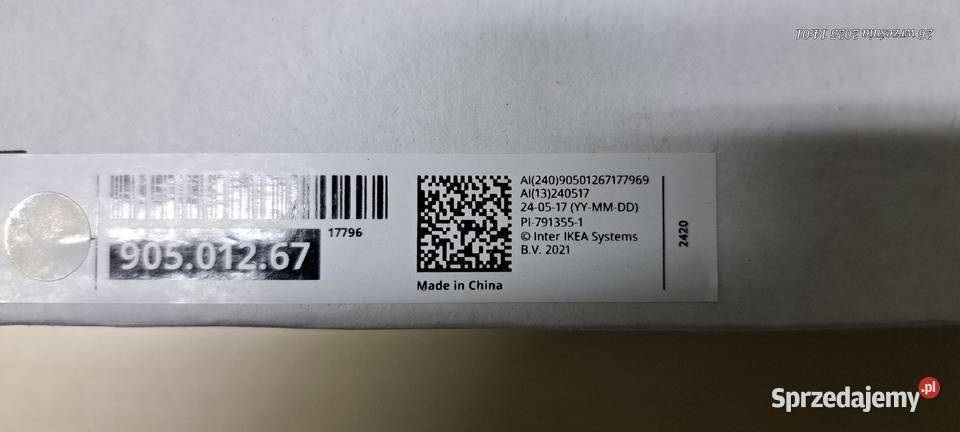 26 września 2025 14:01
17796
905.012.67
Made in China
AI(240)90501267177969
AI(13)240517
24-05-17 (YY-MM-DD)
PI-791355-1
© Inter IKEA Systems
B.V. 2021
2420
Sprzedajemy.pl